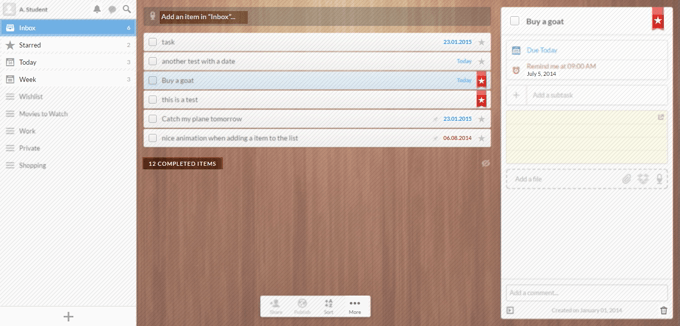 A. Student
Inbox 4
Starred 2
Today 3
Week 3
Wishlist
Movies to Watch
Work
Private
Shopping
Add an item in "Inbox"...
task 23.01.2015
another test with a date Today
Buy a goat Today
this is a test
Catch my plane tomorrow 23.01.2015
nice animation when adding a item to the list 06.08.2014
12 COMPLETED ITEMS
Share Publish Sort More
Buy a goat
Due Today
Remind me at 09:00 AM
July 5, 2014
Add a subtask
Add a file
Add a comment...
Created on January 01, 2014